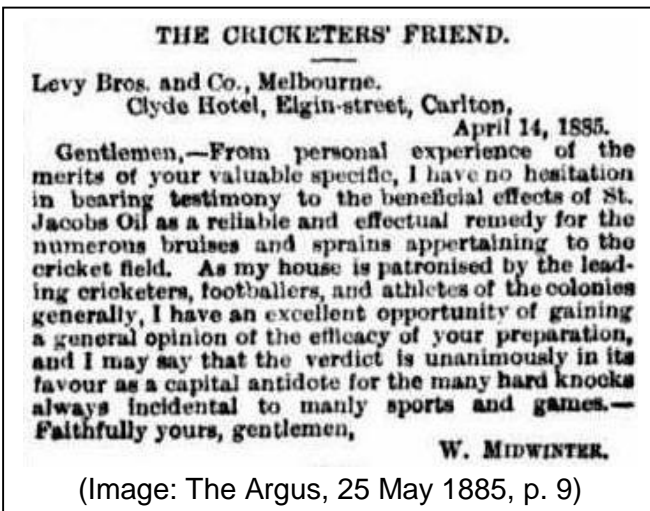 THE CRICKETERS' FRIEND.
Levy Bros. and Co., Melbourne.
Clyde Hotel, Elgin-street, Carlton,
April 14, 1885.
Gentlemen,—From personal experience of the
merits of your valuable specific, I have no hesitation
in bearing testimony to the beneficial effects of St.
Jacobs Oil as a reliable and effectual remedy for the
numerous bruises and sprains appertaining to the
cricket field. As my house is patronised by the lead-
ing cricketers, footballers, and athletes of the colonies
generally, I have an excellent opportunity of gaining
a general opinion of the efficacy of your preparation,
and I may say that the verdict is unanimously in its
favour as a capital antidote for the many hard knocks
always incidental to manly sports and games.—
Faithfully yours, gentlemen,
W. MIDWINTER.
(Image: The Argus, 25 May 1885, p. 9)